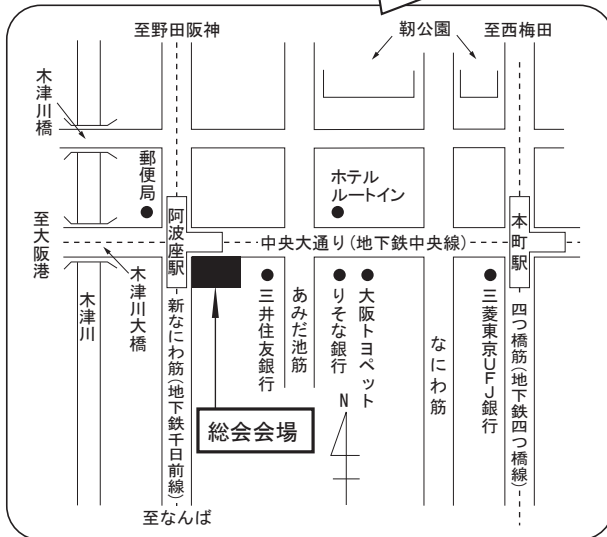 至野田阪神
靭公園
至西梅田
木津川橋
郵便局
ホテル
ルートイン
至大阪港
阿波座駅
中央大通り(地下鉄中央線)
本町駅
木津川
木津川大橋
新なにわ筋(地下鉄千日前線)
三井住友銀行
あみだ池筋
りそな銀行
大阪トヨペット
なにわ筋
三菱東京UFJ銀行
四つ橋筋(地下鉄四つ橋線)
N
総会会場
至なんば